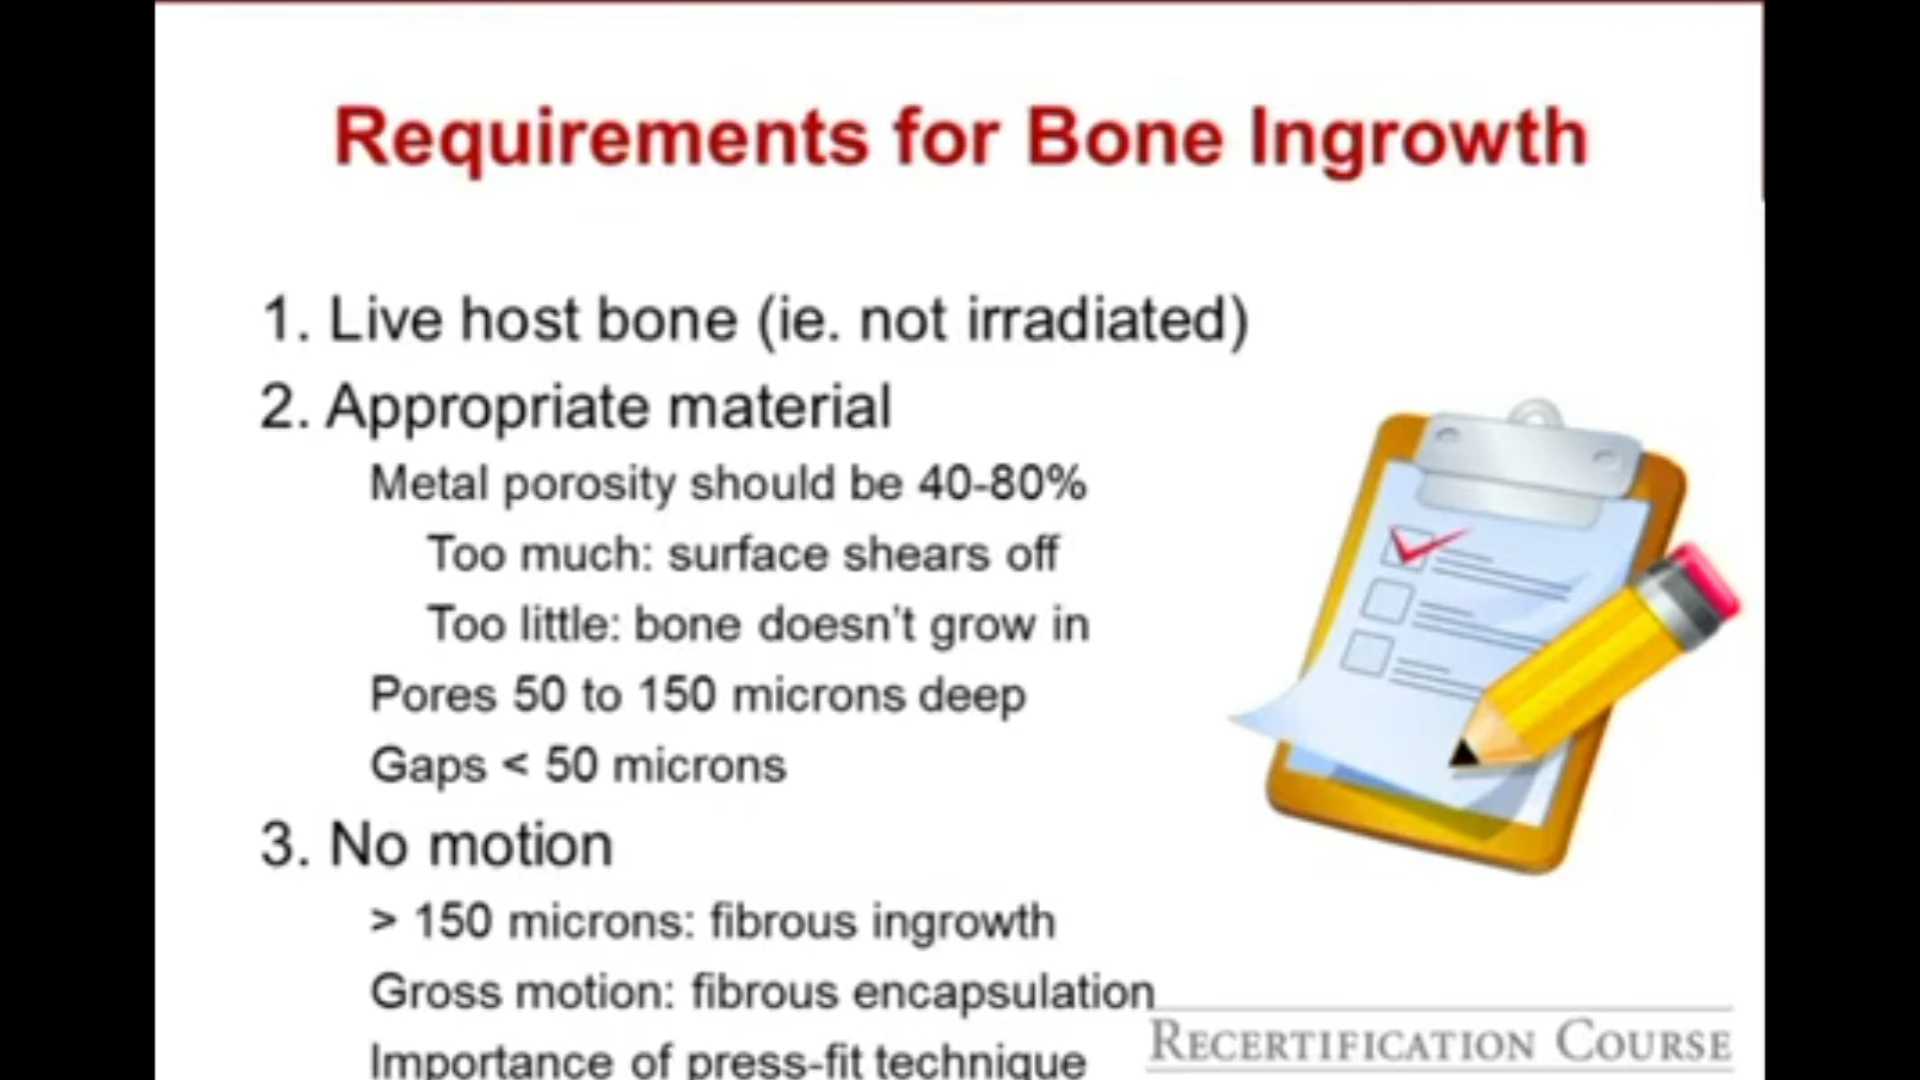 Requirements for Bone Ingrowth
1. Live host bone (ie. not irradiated)
2. Appropriate material
Metal porosity should be 40-80%
Too much: surface shears off
Too little: bone doesn't grow in
Pores 50 to 150 microns deep
Gaps < 50 microns
3. No motion
> 150 microns: fibrous ingrowth
Gross motion: fibrous encapsulation
Importance of press-fit technique
RECERTIFICATION COURSE